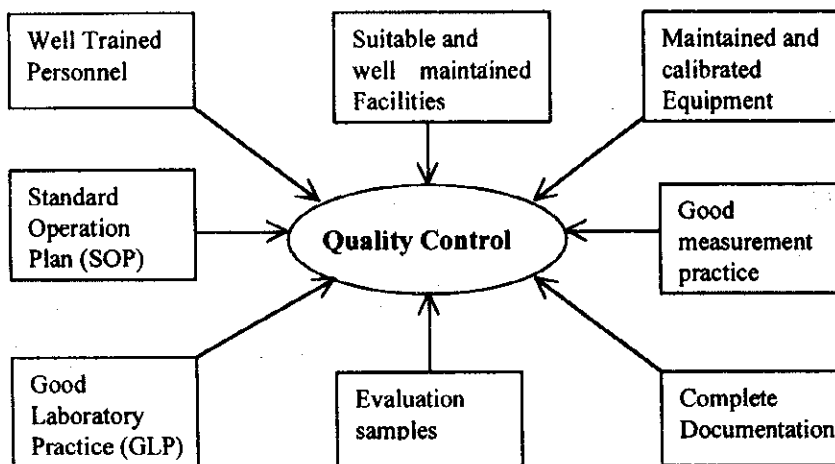 Well Trained
Personnel
Suitable and
well maintained
Facilities
Maintained and
calibrated
Equipment
Standard
Operation
Plan (SOP)
Quality Control
Good
measurement
practice
Good
Laboratory
Practice (GLP)
Evaluation
samples
Complete
Documentation